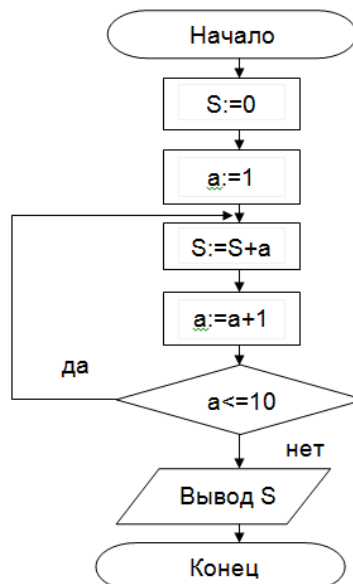 Начало
S:=0
a:=1
S:=S+a
a:=a+1
да
a<=10
нет
Вывод S
Конец